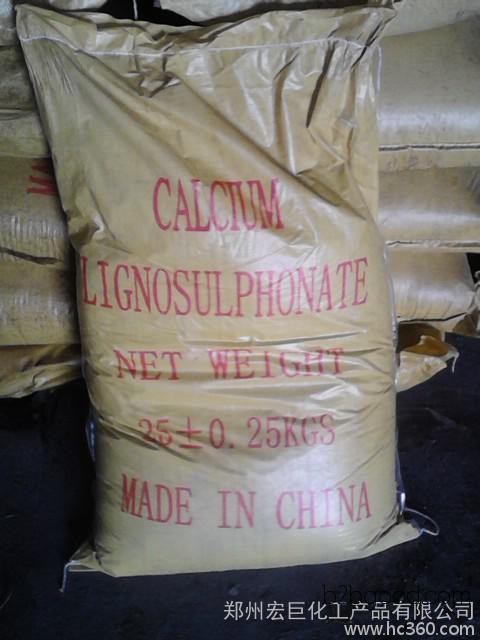 CALCIUM
LIGNOSULPHONATE
NET WEIGHT
25±0.25KGS
MADE IN CHINA
郑州宏巨化工产品有限公司
www.hc360.com